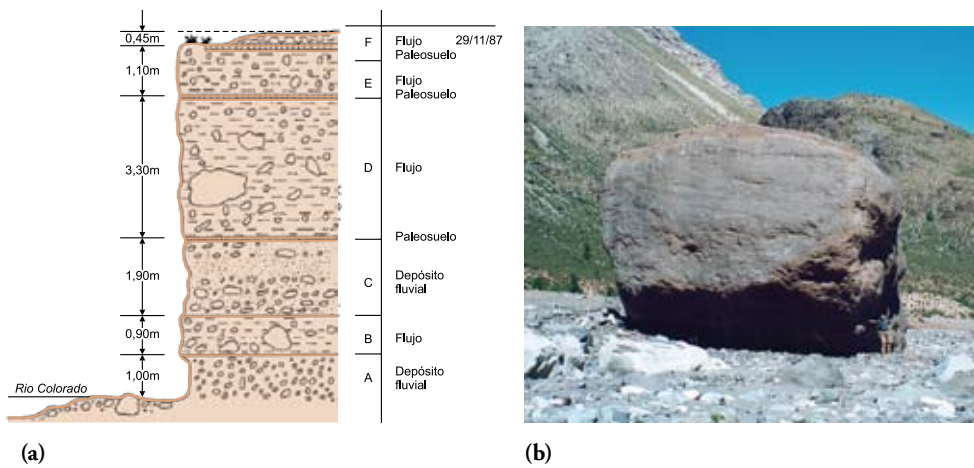 0,45m
F Flujo 29/11/87
Paleosuelo
1,10m
E Flujo
Paleosuelo
3,30m
D Flujo
Paleosuelo
1,90m
C Depósito
fluvial
0,90m
B Flujo
1,00m
A Depósito
fluvial
Rio Colorado
(a)
(b)